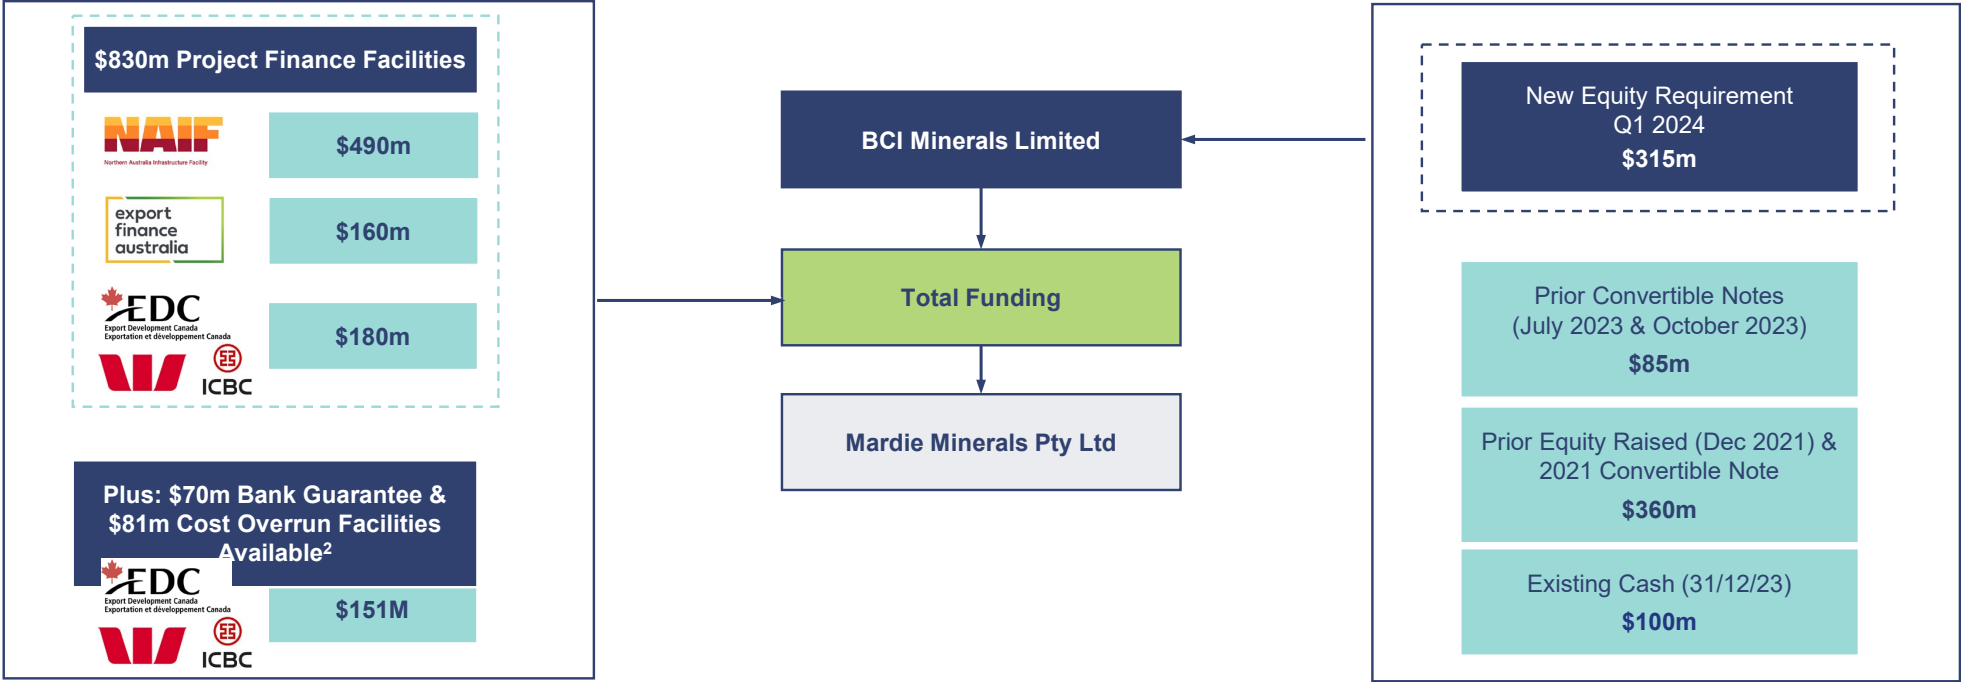 $830m Project Finance Facilities
NAIF
Northern Australia Infrastructure Facility
$490m
export
finance
australia
$160m
EDC
Export Development Canada
Exportation et développement Canada
ICBC
$180m
Plus: $70m Bank Guarantee &
$81m Cost Overrun Facilities
Available²
EDC
Export Development Canada
Exportation et développement Canada
ICBC
$151M
BCI Minerals Limited
Total Funding
Mardie Minerals Pty Ltd
New Equity Requirement
Q1 2024
$315m
Prior Convertible Notes
(July 2023 & October 2023)
$85m
Prior Equity Raised (Dec 2021) &
2021 Convertible Note
$360m
Existing Cash (31/12/23)
$100m